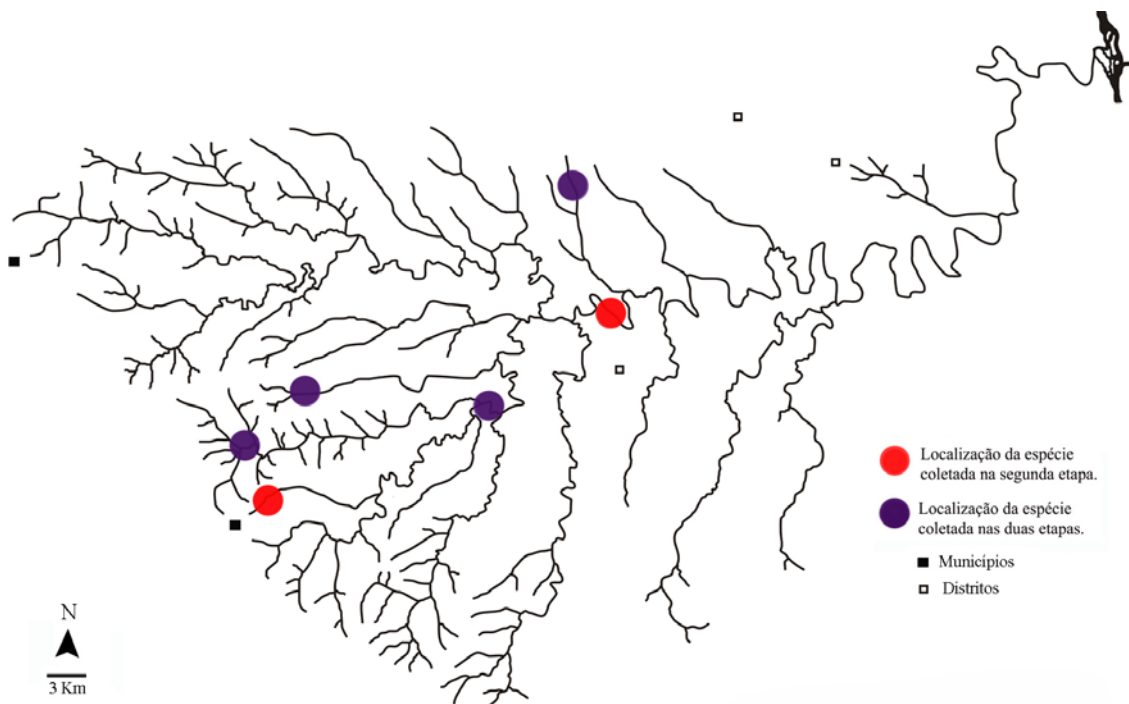 Localização da espécie
coletada na segunda etapa.
Localização da espécie
coletada nas duas etapas.
Municípios
Distritos
N
3 Km